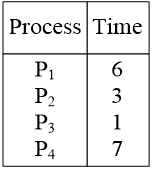 Process Time
P₁ 6
P₂ 3
P₃ 1
P₄ 7